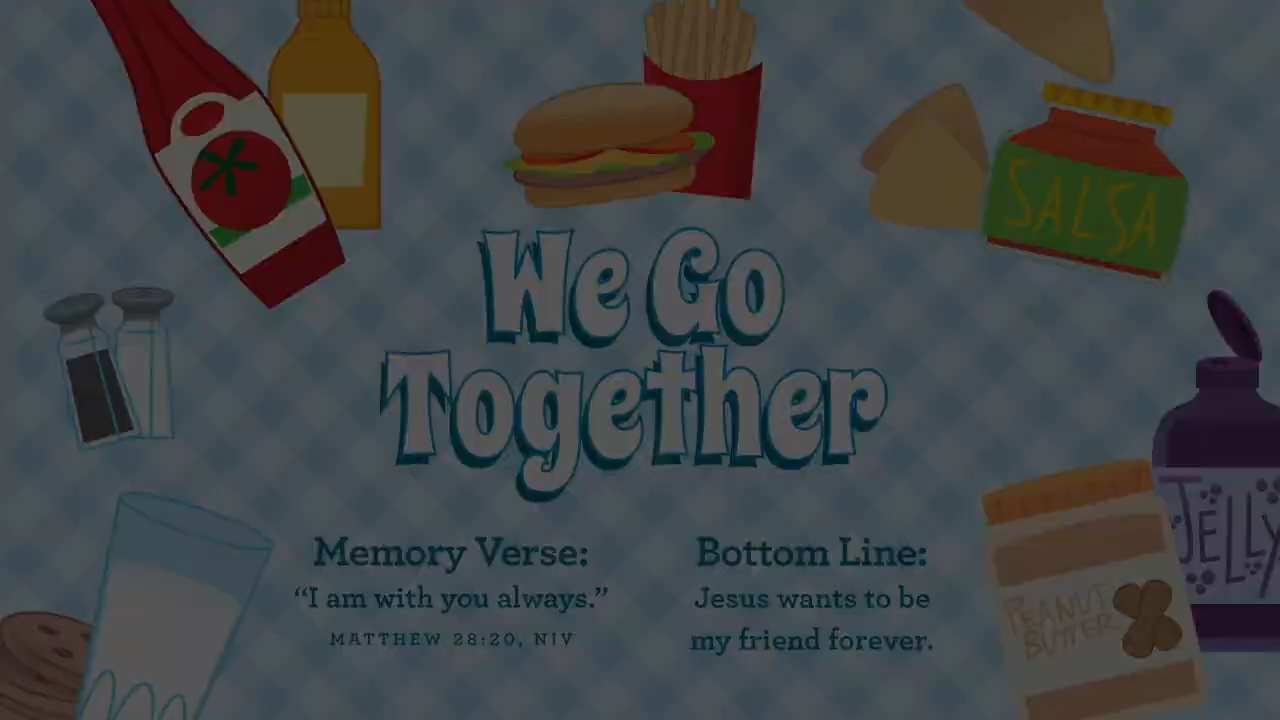 SALSA
We Go
Together
Memory Verse:
“I am with you always.”
MATTHEW 28:20, NIV
Bottom Line:
Jesus wants to be
my friend forever.
JELLY
PEANUT
BUTTER